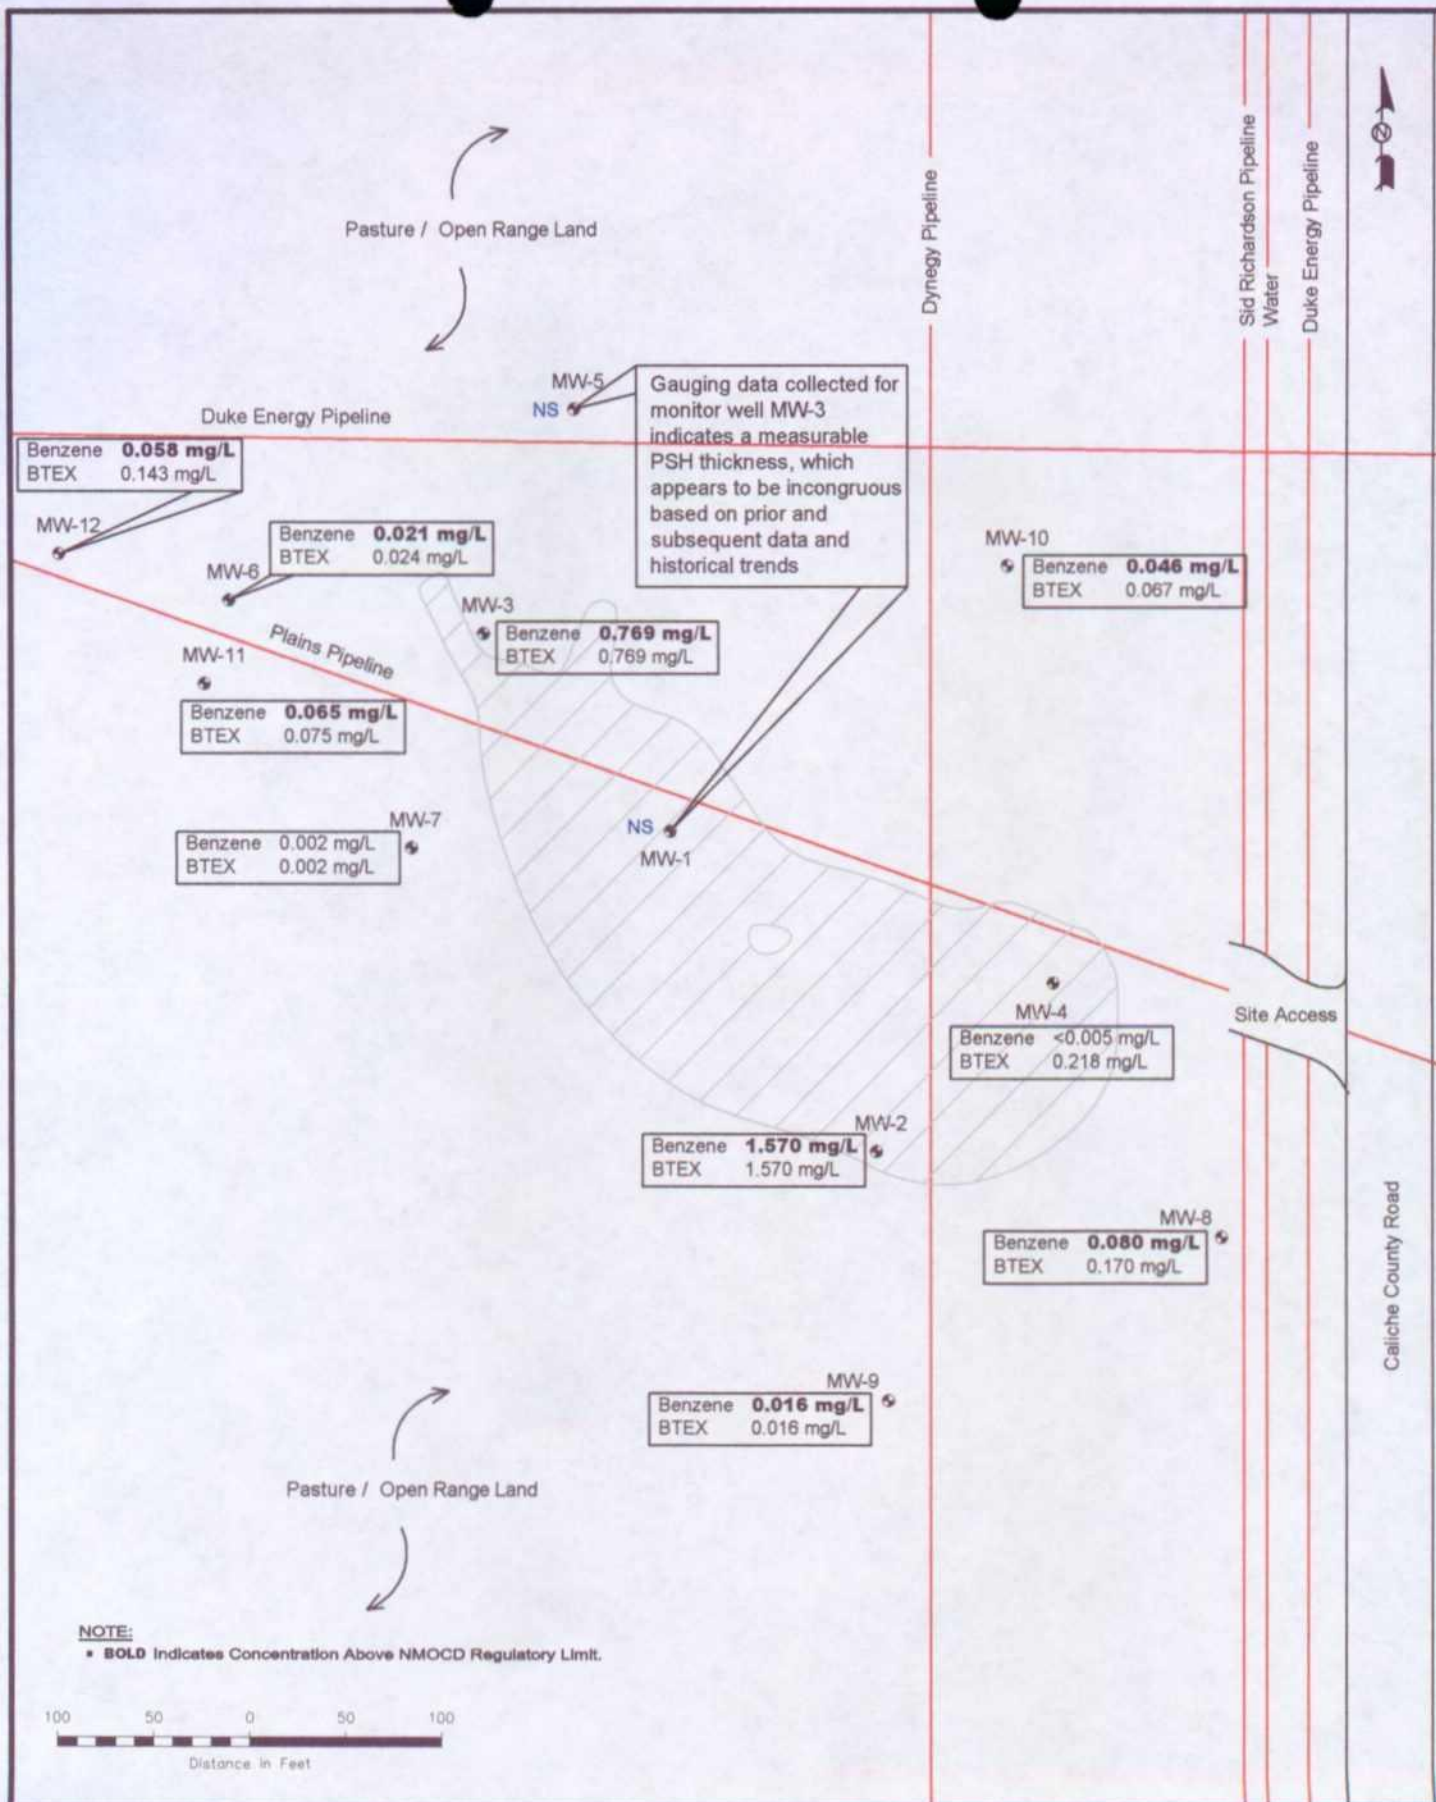 Pasture / Open Range Land
Dynegy Pipeline
Sid Richardson Pipeline
Water
Duke Energy Pipeline
N
MW-5
NS
Gauging data collected for
monitor well MW-3
indicates a measurable
PSH thickness, which
appears to be incongruous
based on prior and
subsequent data and
historical trends
Duke Energy Pipeline
Benzene 0.058 mg/L
BTEX 0.143 mg/L
MW-12
Benzene 0.021 mg/L
BTEX 0.024 mg/L
MW-6
MW-10
Benzene 0.046 mg/L
BTEX 0.067 mg/L
MW-3
Benzene 0.769 mg/L
BTEX 0.769 mg/L
Plains Pipeline
MW-11
Benzene 0.065 mg/L
BTEX 0.075 mg/L
MW-7
Benzene 0.002 mg/L
BTEX 0.002 mg/L
NS
MW-1
MW-4
Benzene <0.005 mg/L
BTEX 0.218 mg/L
Site Access
MW-2
Benzene 1.570 mg/L
BTEX 1.570 mg/L
MW-8
Benzene 0.080 mg/L
BTEX 0.170 mg/L
Caliche County Road
MW-9
Benzene 0.016 mg/L
BTEX 0.016 mg/L
Pasture / Open Range Land
NOTE:
▪ BOLD Indicates Concentration Above NMOCD Regulatory Limit.
100 50 0 50 100
Distance in Feet